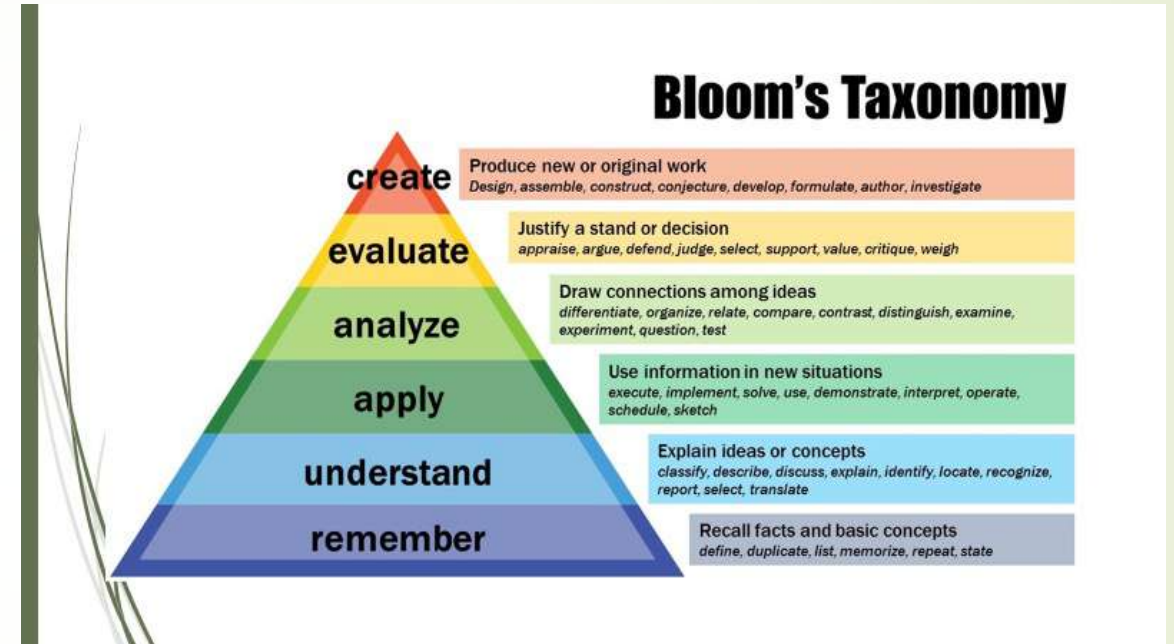 Bloom's Taxonomy
create
Produce new or original work
Design, assemble, construct, conjecture, develop, formulate, author, investigate
evaluate
Justify a stand or decision
appraise, argue, defend, judge, select, support, value, critique, weigh
analyze
Draw connections among ideas
differentiate, organize, relate, compare, contrast, distinguish, examine,
experiment, question, test
apply
Use information in new situations
execute, implement, solve, use, demonstrate, interpret, operate,
schedule, sketch
understand
Explain ideas or concepts
classify, describe, discuss, explain, identify, locate, recognize,
report, select, translate
remember
Recall facts and basic concepts
define, duplicate, list, memorize, repeat, state